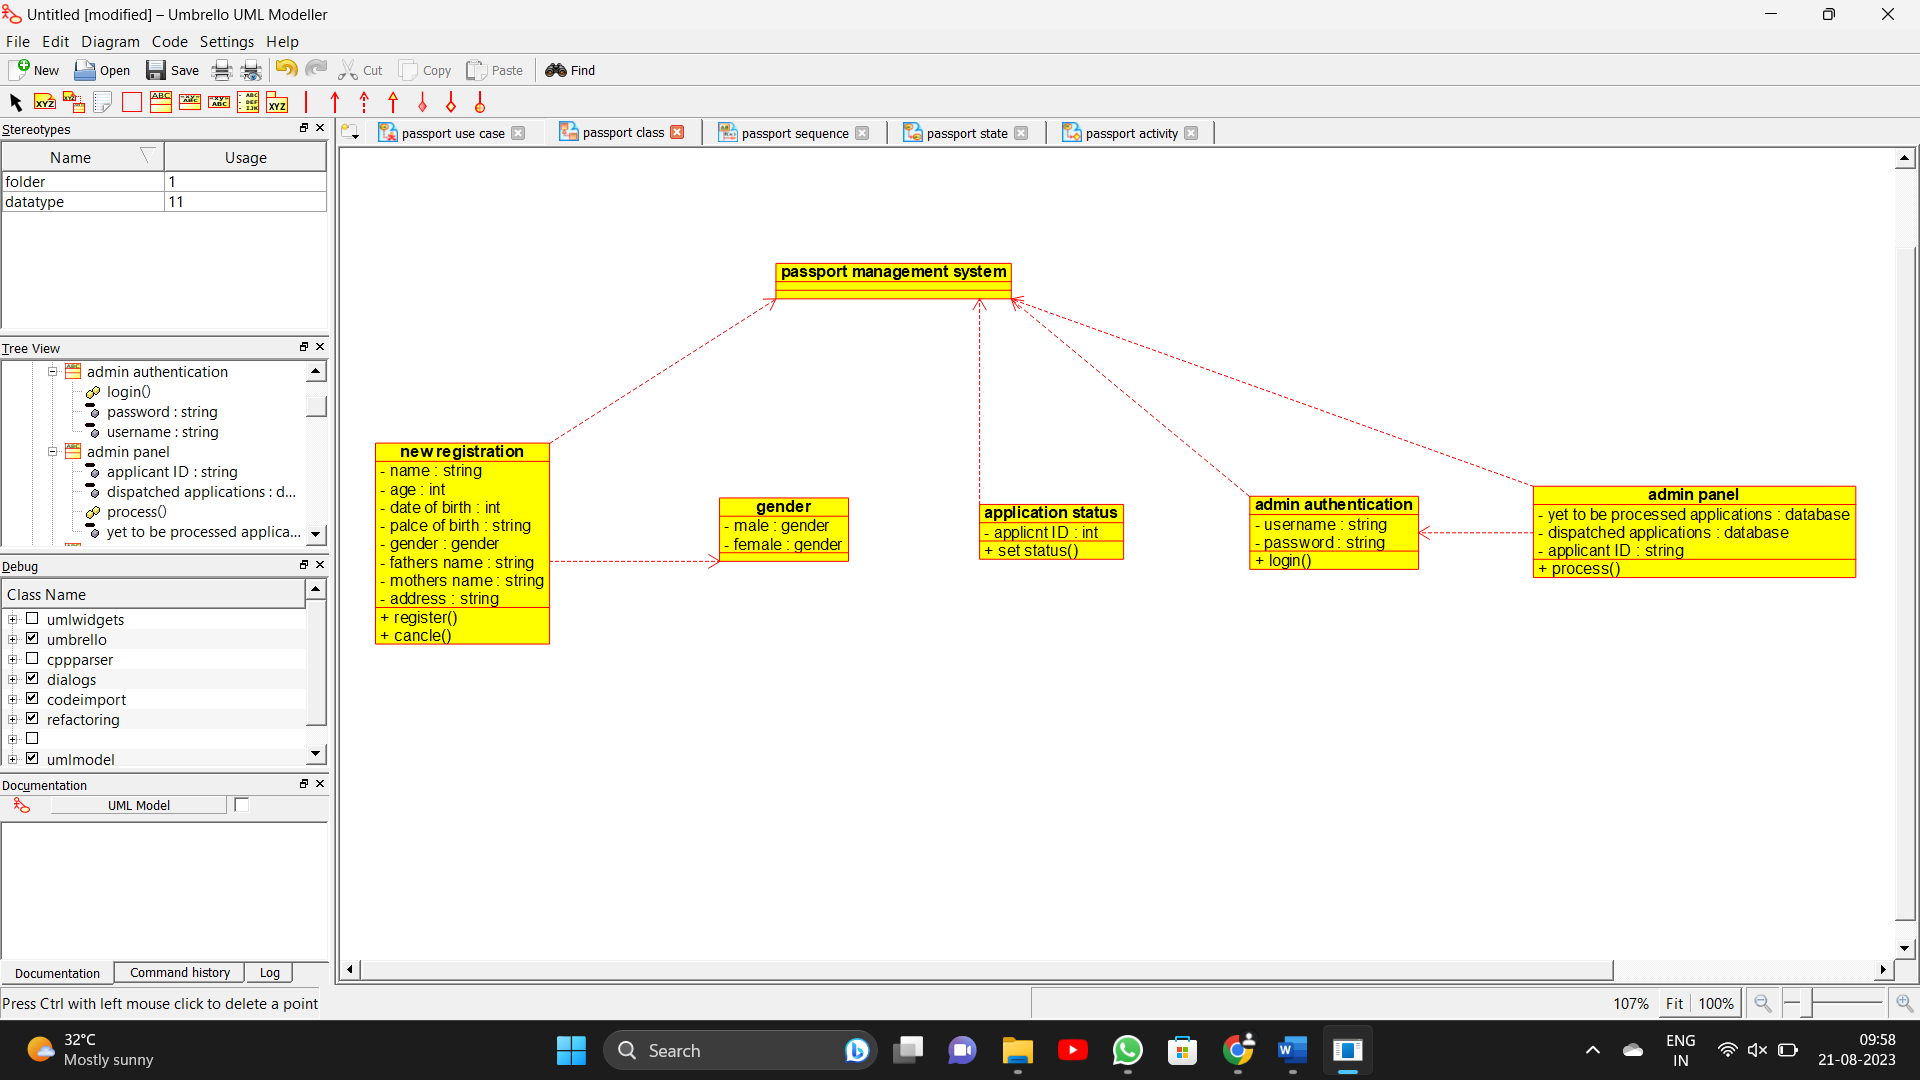 Untitled [modified] – Umbrello UML Modeller
File Edit Diagram Code Settings Help
New Open Save Cut Copy Paste Find
Stereotypes
Name Usage
folder 1
datatype 11
Tree View
admin authentication
login()
password : string
username : string
admin panel
applicant ID : string
dispatched applications : d...
process()
yet to be processed applica...
Debug
Class Name
umlwidgets
umbrello
cppparser
dialogs
codeimport
refactoring
umlmodel
Documentation
UML Model
Documentation Command history Log
Press Ctrl with left mouse click to delete a point
passport use case passport class passport sequence passport state passport activity
passport management system
new registration
- name : string
- age : int
- date of birth : int
- palce of birth : string
- gender : gender
- fathers name : string
- mothers name : string
- address : string
+ register()
+ cancle()
gender
- male : gender
- female : gender
application status
- applicnt ID : int
+ set status()
admin authentication
- username : string
- password : string
+ login()
admin panel
- yet to be processed applications : database
- dispatched applications : database
- applicant ID : string
+ process()
107% Fit 100%
32°C
Mostly sunny
Search
ENG
IN
09:58
21-08-2023